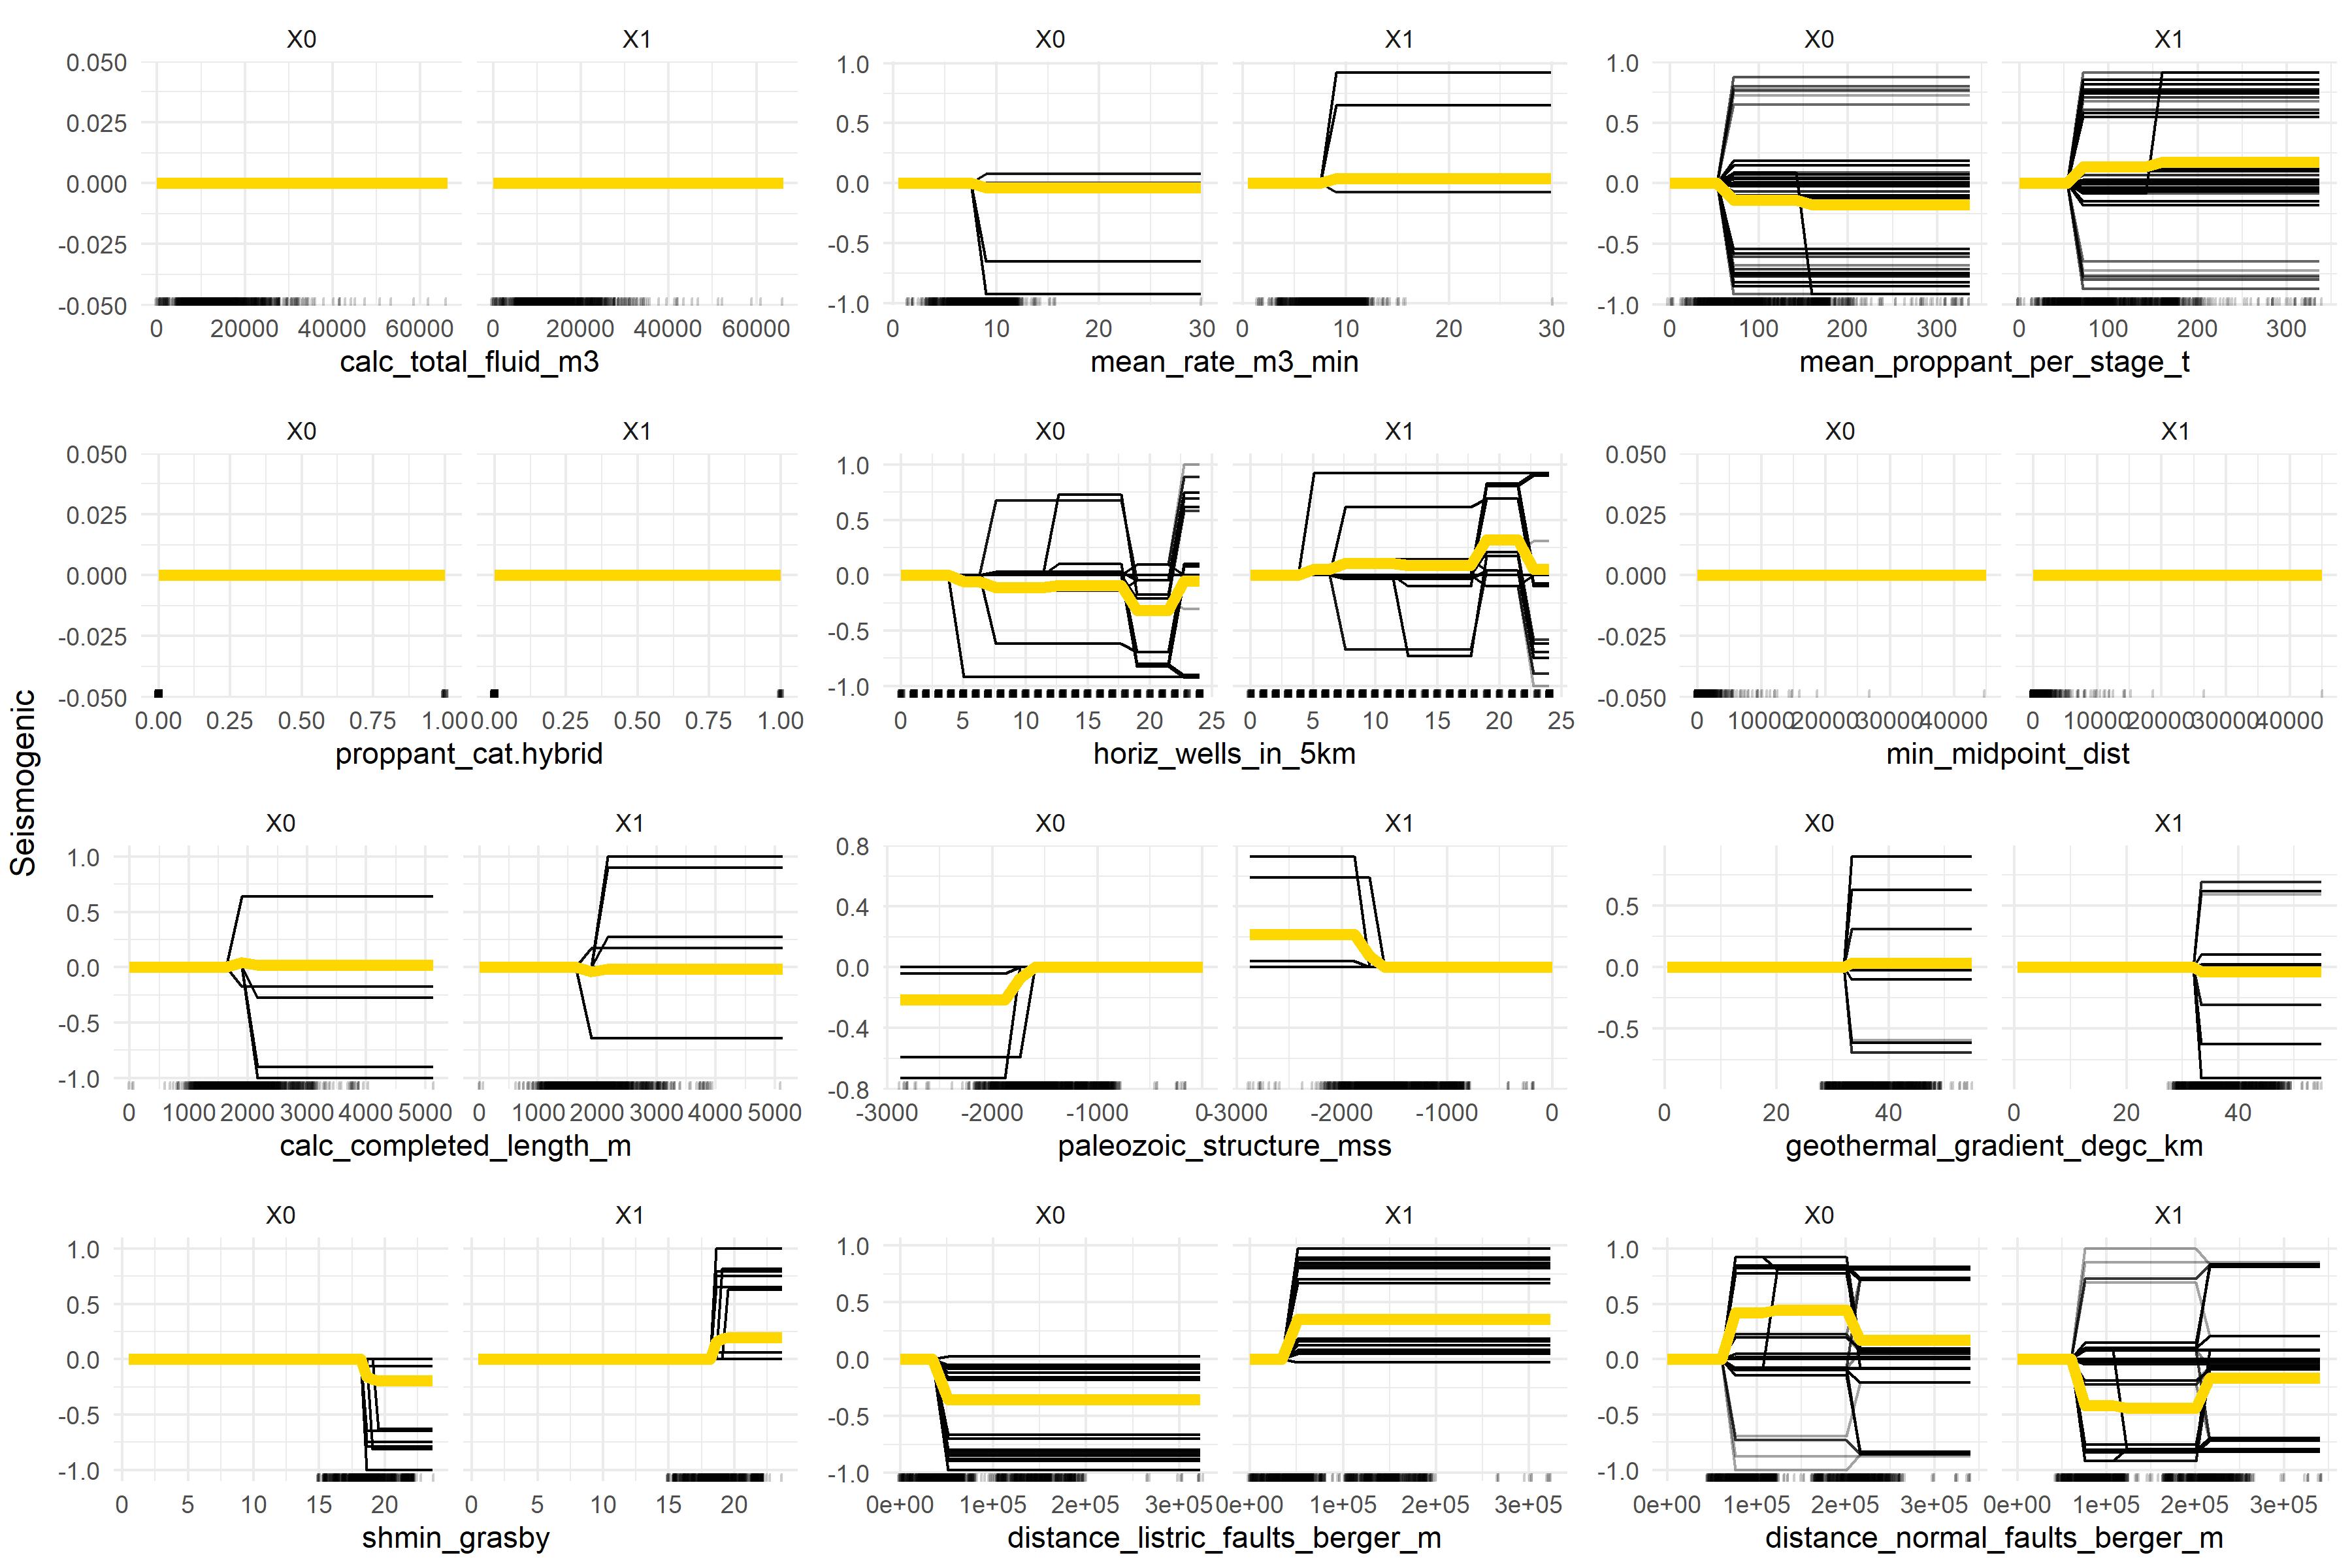 X0 X1 X0 X1 X0 X1
0.050 1.0 1.0
0.025 0.5 0.5
0.000 0.0 0.0
-0.025 -0.5 -0.5
-0.050 -1.0 -1.0
0 20000 40000 60000 0 20000 40000 60000 0 10 20 30 0 10 20 30 0 100 200 300 0 100 200 300
calc_total_fluid_m3 mean_rate_m3_min mean_proppant_per_stage_t
X0 X1 X0 X1 X0 X1
0.050 1.0 0.050
0.025 0.5 0.025
0.000 0.0 0.000
-0.025 -0.5 -0.025
-0.050 -1.0 -0.050
0.00 0.25 0.50 0.75 1.00 0.00 0.25 0.50 0.75 1.00 0 5 10 15 20 25 0 5 10 15 20 25 0 10000 20000 30000 40000 0 10000 20000 30000 40000
proppant_cat.hybrid horiz_wells_in_5km min_midpoint_dist
Seismogenic
X0 X1 X0 X1 X0 X1
1.0 0.8
0.5 0.4 0.5
0.0 0.0 0.0
-0.5 -0.4 -0.5
-1.0 -0.8
0 1000 2000 3000 4000 5000 0 1000 2000 3000 4000 5000 -3000 -2000 -1000 0 -3000 -2000 -1000 0 0 20 40 0 20 40
calc_completed_length_m paleozoic_structure_mss geothermal_gradient_degc_km
X0 X1 X0 X1 X0 X1
1.0 1.0 1.0
0.5 0.5 0.5
0.0 0.0 0.0
-0.5 -0.5 -0.5
-1.0 -1.0 -1.0
0 5 10 15 20 0 5 10 15 20 0e+00 1e+05 2e+05 3e+05 0e+00 1e+05 2e+05 3e+05 0e+00 1e+05 2e+05 3e+05 0e+00 1e+05 2e+05 3e+05
shmin_grasby distance_listric_faults_berger_m distance_normal_faults_berger_m